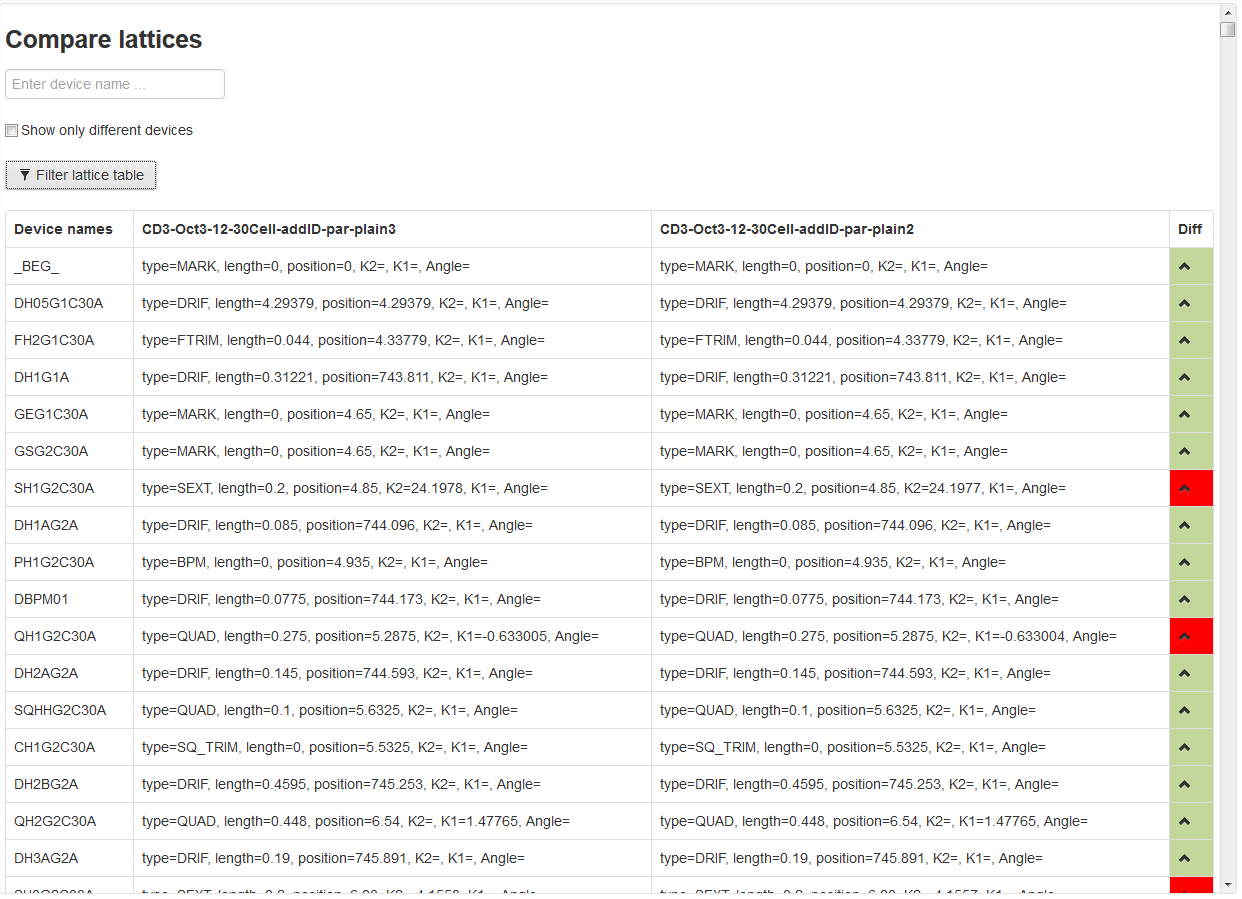 Compare lattices
Enter device name ...
Show only different devices
Filter lattice table
Device names CD3-Oct3-12-30Cell-addID-par-plain3 CD3-Oct3-12-30Cell-addID-par-plain2 Diff
_BEG_ type=MARK, length=0, position=0, K2=, K1=, Angle= type=MARK, length=0, position=0, K2=, K1=, Angle=
DH05G1C30A type=DRIF, length=4.29379, position=4.29379, K2=, K1=, Angle= type=DRIF, length=4.29379, position=4.29379, K2=, K1=, Angle=
FH2G1C30A type=FTRIM, length=0.044, position=4.33779, K2=, K1=, Angle= type=FTRIM, length=0.044, position=4.33779, K2=, K1=, Angle=
DH1G1A type=DRIF, length=0.31221, position=743.811, K2=, K1=, Angle= type=DRIF, length=0.31221, position=743.811, K2=, K1=, Angle=
GEG1C30A type=MARK, length=0, position=4.65, K2=, K1=, Angle= type=MARK, length=0, position=4.65, K2=, K1=, Angle=
GSG2C30A type=MARK, length=0, position=4.65, K2=, K1=, Angle= type=MARK, length=0, position=4.65, K2=, K1=, Angle=
SH1G2C30A type=SEXT, length=0.2, position=4.85, K2=24.1978, K1=, Angle= type=SEXT, length=0.2, position=4.85, K2=24.1977, K1=, Angle=
DH1AG2A type=DRIF, length=0.085, position=744.096, K2=, K1=, Angle= type=DRIF, length=0.085, position=744.096, K2=, K1=, Angle=
PH1G2C30A type=BPM, length=0, position=4.935, K2=, K1=, Angle= type=BPM, length=0, position=4.935, K2=, K1=, Angle=
DBPM01 type=DRIF, length=0.0775, position=744.173, K2=, K1=, Angle= type=DRIF, length=0.0775, position=744.173, K2=, K1=, Angle=
QH1G2C30A type=QUAD, length=0.275, position=5.2875, K2=, K1=-0.633005, Angle= type=QUAD, length=0.275, position=5.2875, K2=, K1=-0.633004, Angle=
DH2AG2A type=DRIF, length=0.145, position=744.593, K2=, K1=, Angle= type=DRIF, length=0.145, position=744.593, K2=, K1=, Angle=
SQHHG2C30A type=QUAD, length=0.1, position=5.6325, K2=, K1=, Angle= type=QUAD, length=0.1, position=5.6325, K2=, K1=, Angle=
CH1G2C30A type=SQ_TRIM, length=0, position=5.5325, K2=, K1=, Angle= type=SQ_TRIM, length=0, position=5.5325, K2=, K1=, Angle=
DH2BG2A type=DRIF, length=0.4595, position=745.253, K2=, K1=, Angle= type=DRIF, length=0.4595, position=745.253, K2=, K1=, Angle=
QH2G2C30A type=QUAD, length=0.448, position=6.54, K2=, K1=1.47765, Angle= type=QUAD, length=0.448, position=6.54, K2=, K1=1.47765, Angle=
DH3AG2A type=DRIF, length=0.19, position=745.891, K2=, K1=, Angle= type=DRIF, length=0.19, position=745.891, K2=, K1=, Angle=